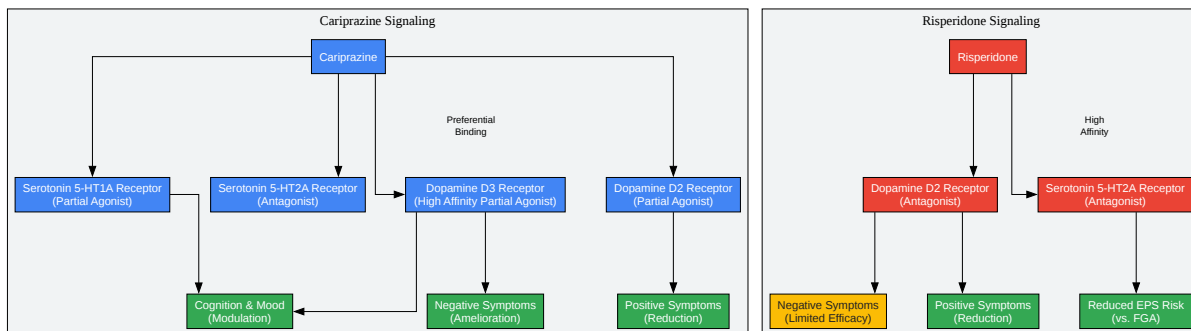 Cariprazine Signaling
Cariprazine
Preferential
Binding
Serotonin 5-HT1A Receptor
(Partial Agonist)
Serotonin 5-HT2A Receptor
(Antagonist)
Dopamine D3 Receptor
(High Affinity Partial Agonist)
Dopamine D2 Receptor
(Partial Agonist)
Cognition & Mood
(Modulation)
Negative Symptoms
(Amelioration)
Positive Symptoms
(Reduction)
Risperidone Signaling
Risperidone
High
Affinity
Dopamine D2 Receptor
(Antagonist)
Serotonin 5-HT2A Receptor
(Antagonist)
Negative Symptoms
(Limited Efficacy)
Positive Symptoms
(Reduction)
Reduced EPS Risk
(vs. FGA)